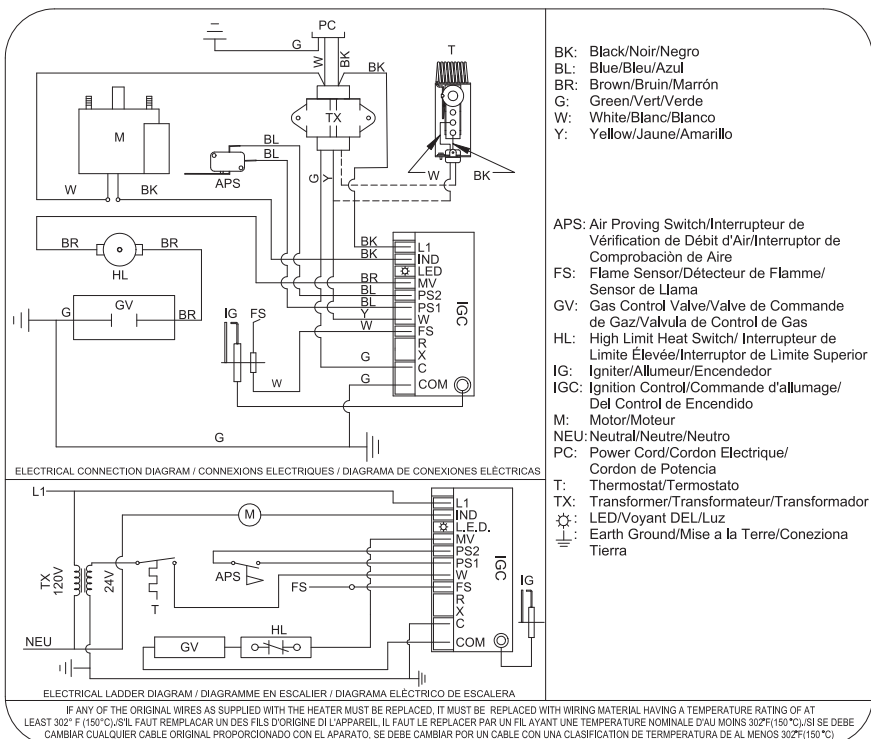 PC
G
W
BK
BK
T
TX
M
BL
BL
APS
G
Y
W
BK
W
BK
BR
BR
HL
BK
BK
BR
BL
BL
Y
W
L1
IND
LED
MV
PS2
PS1
W
FS
R
X
C
COM
IGC
G
GV
BR
IG
FS
W
G
G
G
ELECTRICAL CONNECTION DIAGRAM / CONNEXIONS ELECTRIQUES / DIAGRAMA DE CONEXIONES ELÉCTRICAS
L1
M
TX
120V
24V
T
APS
FS
NEU
GV
HL
L1
IND
L.E.D.
MV
PS2
PS1
W
FS
R
X
C
COM
IGC
IG
ELECTRICAL LADDER DIAGRAM / DIAGRAMME EN ESCALIER / DIAGRAMA ELÈCTRICO DE ESCALERA
BK: Black/Noir/Negro
BL: Blue/Bleu/Azul
BR: Brown/Bruin/Marrón
G: Green/Vert/Verde
W: White/Blanc/Blanco
Y: Yellow/Jaune/Amarillo
APS: Air Proving Switch/Interrupteur de
Vérification de Débit d'Air/Interruptor de
Comprobaciòn de Aire
FS: Flame Sensor/Détecteur de Flamme/
Sensor de Llama
GV: Gas Control Valve/Valve de Commande
de Gaz/Valvula de Control de Gas
HL: High Limit Heat Switch/ Interrupteur de
Limite Élevée/Interruptor de Lìmite Superior
IG: Igniter/Allumeur/Encendedor
IGC: Ignition Control/Commande d'allumage/
Del Control de Encendido
M: Motor/Moteur
NEU: Neutral/Neutre/Neutro
PC: Power Cord/Cordon Electrique/
Cordon de Potencia
T: Thermostat/Termostato
TX: Transformer/Transformateur/Transformador
: LED/Voyant DEL/Luz
: Earth Ground/Mise a la Terre/Coneziona
Tierra
IF ANY OF THE ORIGINAL WIRES AS SUPPLIED WITH THE HEATER MUST BE REPLACED, IT MUST BE REPLACED WITH WIRING MATERIAL HAVING A TEMPERATURE RATING OF AT
LEAST 302° F (150°C)./S'IL FAUT REMPLACAR UN DES FILS D'ORIGINE DI L'APPAREIL, IL FAUT LE REPLACER PAR UN FIL AYANT UNE TEMPERATURE NOMINALE D'AU MOINS 302°F(150°C)./SI SE DEBE
CAMBIAR CUALQUIER CABLE ORIGINAL PROPORCIONADO CON EL APARATO, SE DEBE CAMBIAR POR UN CABLE CON UNA CLASIFICATION DE TERMPERATURA DE AL MENOS 302°F(150°C)